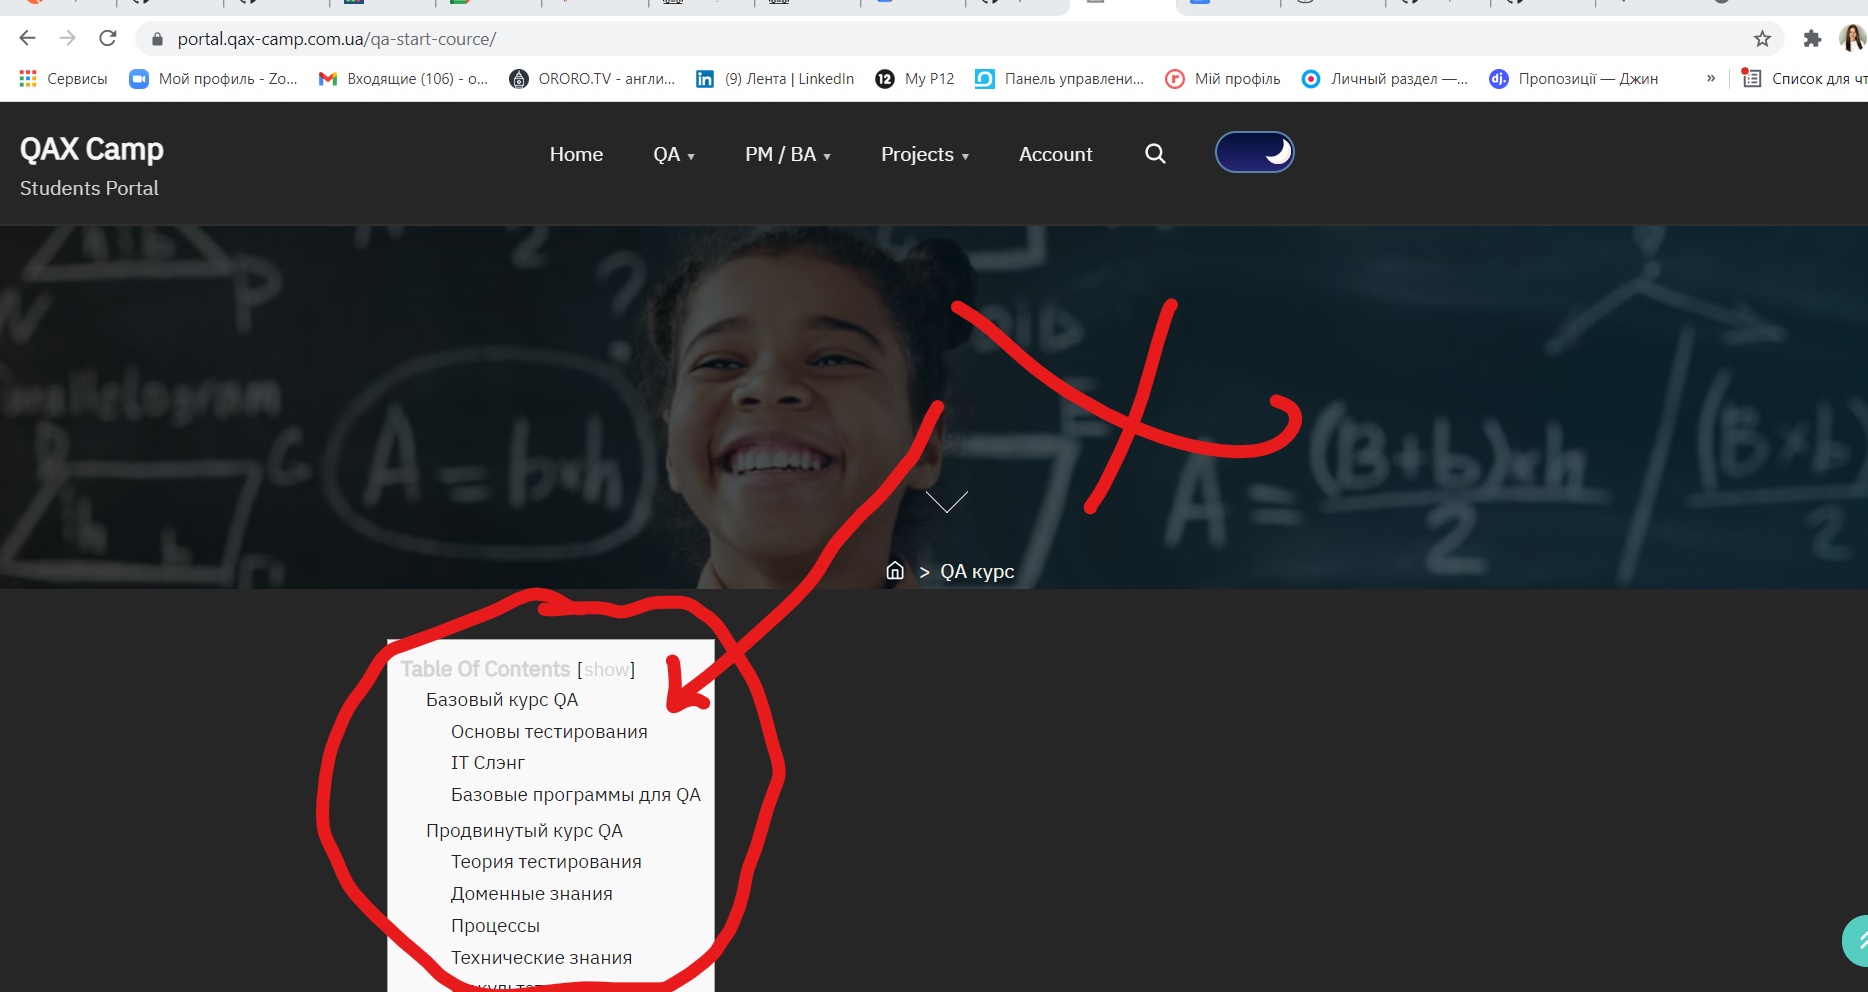 portal.qax-camp.com.ua/qa-start-cource/
Сервисы Мой профиль - Zo... Входящие (106) - o... ORORO.TV - англи... (9) Лента | LinkedIn My P12 Панель управлени... Мій профіль Личный раздел —... Пропозиції — Джин » Список для чт
QAX Camp
Students Portal
Home QA ▾ PM / BA ▾ Projects ▾ Account
A = b×h
A = (B+b)×h
2
> QA курс
Table Of Contents [show]
Базовый курс QA
Основы тестирования
IT Слэнг
Базовые программы для QA
Продвинутый курс QA
Теория тестирования
Доменные знания
Процессы
Технические знания